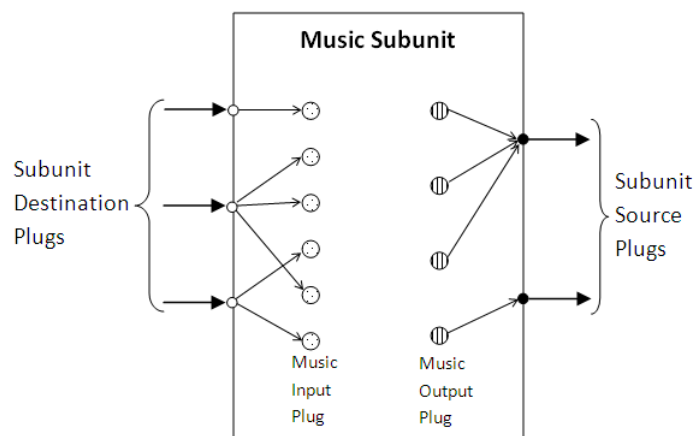 Music Subunit
Subunit
Destination
Plugs
Subunit
Source
Plugs
Music
Input
Plug
Music
Output
Plug